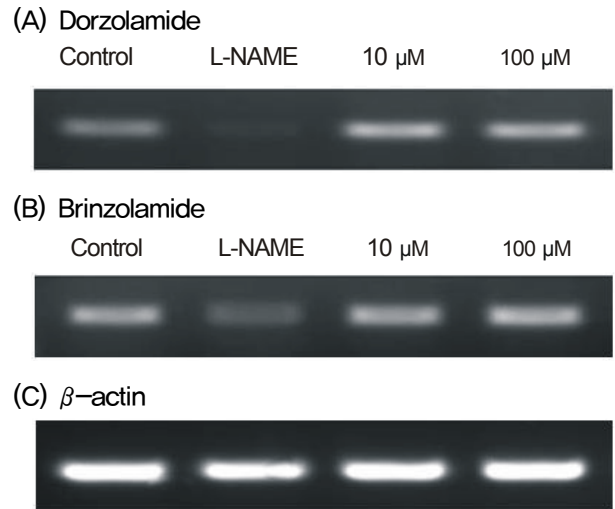 (A) Dorzolamide
Control L-NAME 10 μM 100 μM
(B) Brinzolamide
Control L-NAME 10 μM 100 μM
(C) β-actin